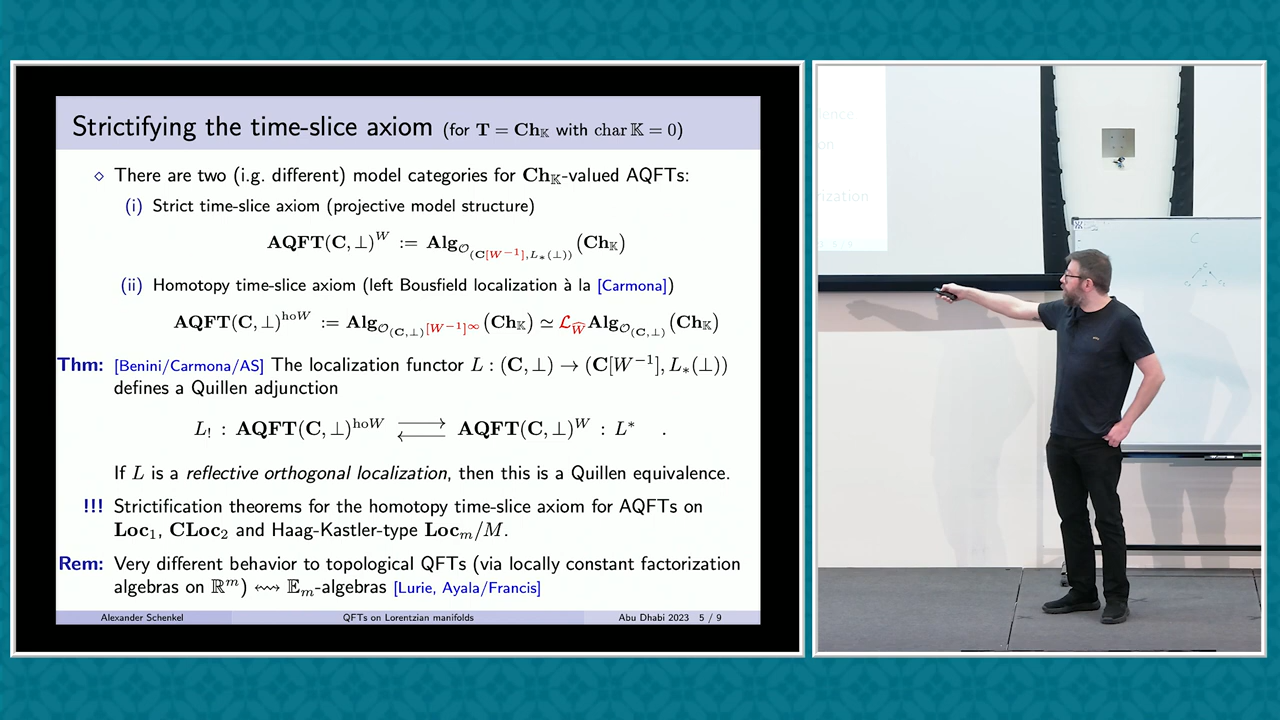 Strictifying the time-slice axiom (for T = Ch_𝕂 with char 𝕂 = 0)
⋄ There are two (i.g. different) model categories for Ch_𝕂-valued AQFTs:
(i) Strict time-slice axiom (projective model structure)
AQFT(C, ⊥)^W := Alg_{𝒪_{(C[W^{-1}], L_*(⊥))}}(Ch_𝕂)
(ii) Homotopy time-slice axiom (left Bousfield localization à la [Carmona])
AQFT(C, ⊥)^{hoW} := Alg_{𝒪_{(C,⊥)}[W^{-1}]^∞}(Ch_𝕂) ≃ ℒ_Ŵ Alg_{𝒪_{(C,⊥)}}(Ch_𝕂)
Thm: [Benini/Carmona/AS] The localization functor L : (C, ⊥) → (C[W^{-1}], L_*(⊥))
defines a Quillen adjunction
L_! : AQFT(C, ⊥)^{hoW} ⇄ AQFT(C, ⊥)^W : L^* .
If L is a reflective orthogonal localization, then this is a Quillen equivalence.
!!! Strictification theorems for the homotopy time-slice axiom for AQFTs on
Loc_1, CLoc_2 and Haag-Kastler-type Loc_m/M.
Rem: Very different behavior to topological QFTs (via locally constant factorization
algebras on ℝ^m) ↭ 𝔼_m-algebras [Lurie, Ayala/Francis]
Alexander Schenkel QFTs on Lorentzian manifolds Abu Dhabi 2023 5 / 9
ence
on
ization
C